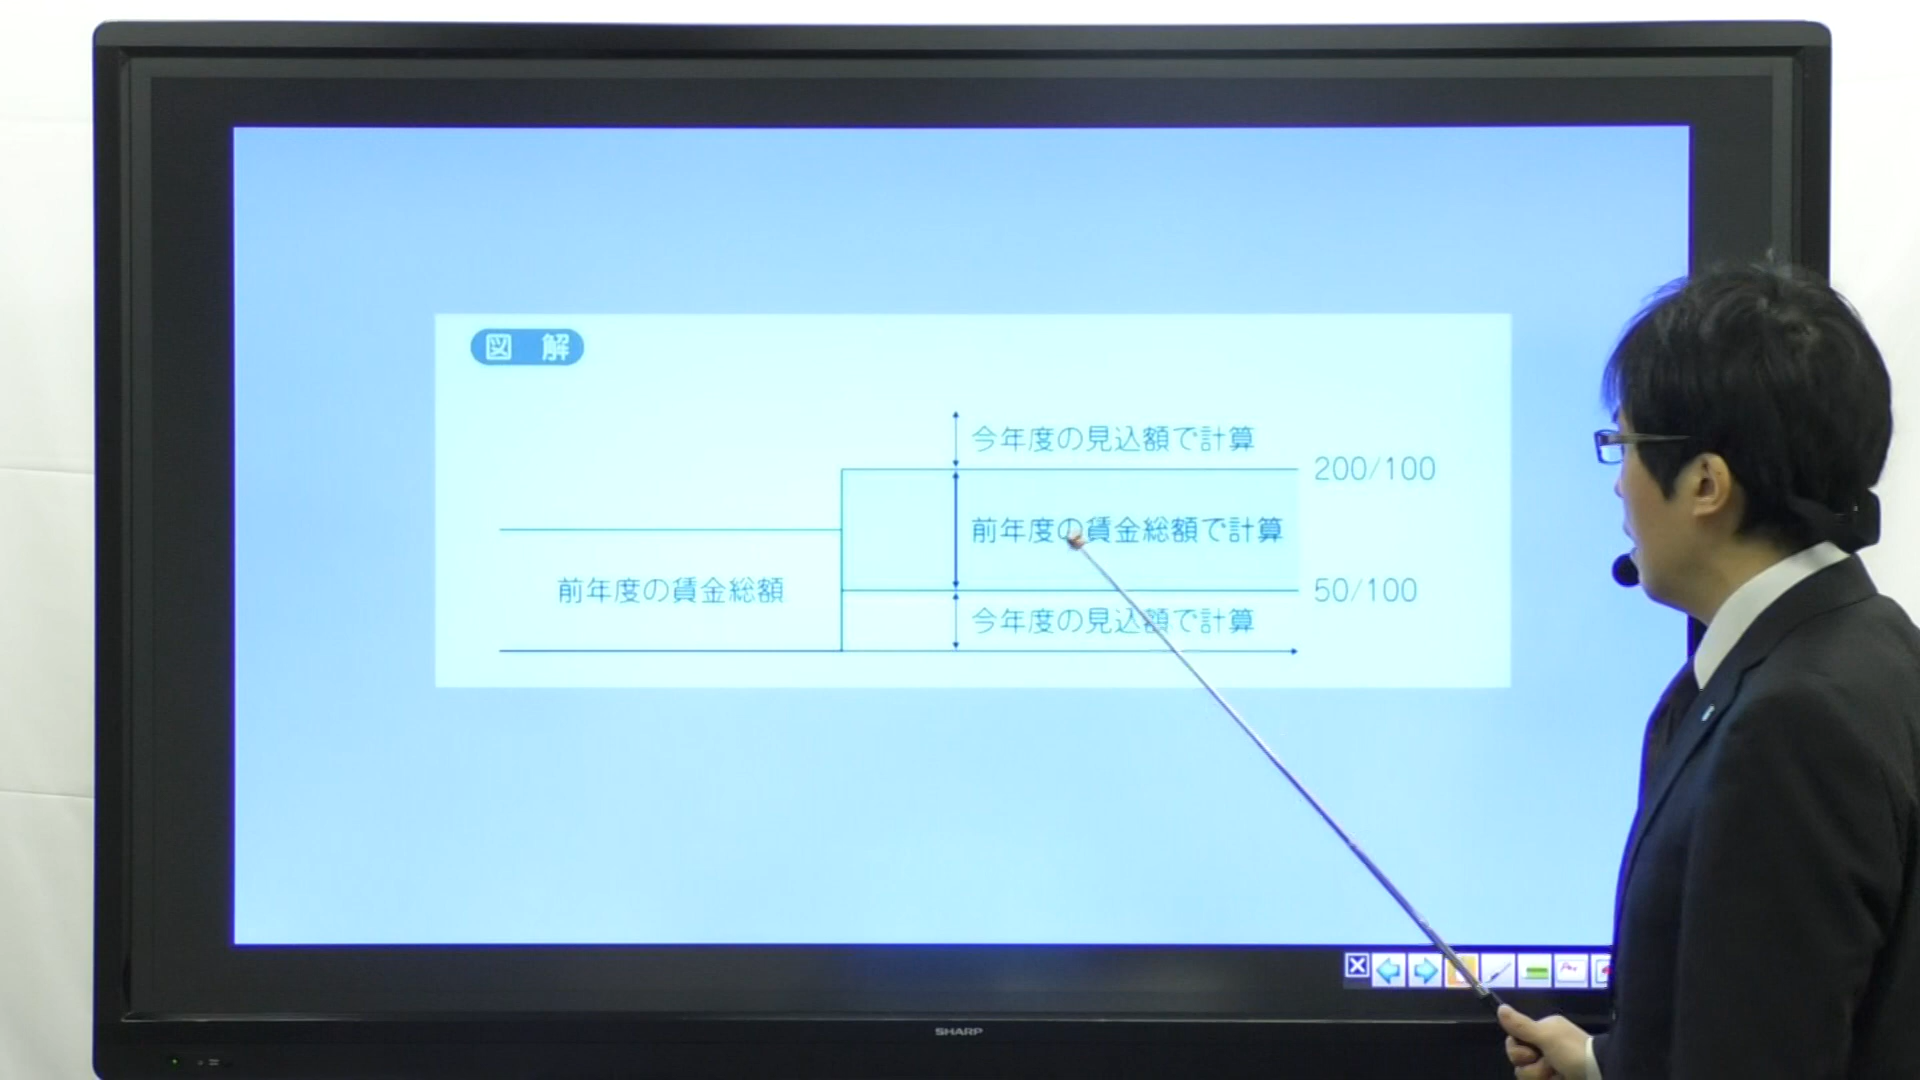 図 解
今年度の見込額で計算
200/100
前年度の賃金総額で計算
前年度の賃金総額
50/100
今年度の見込額で計算
SHARP